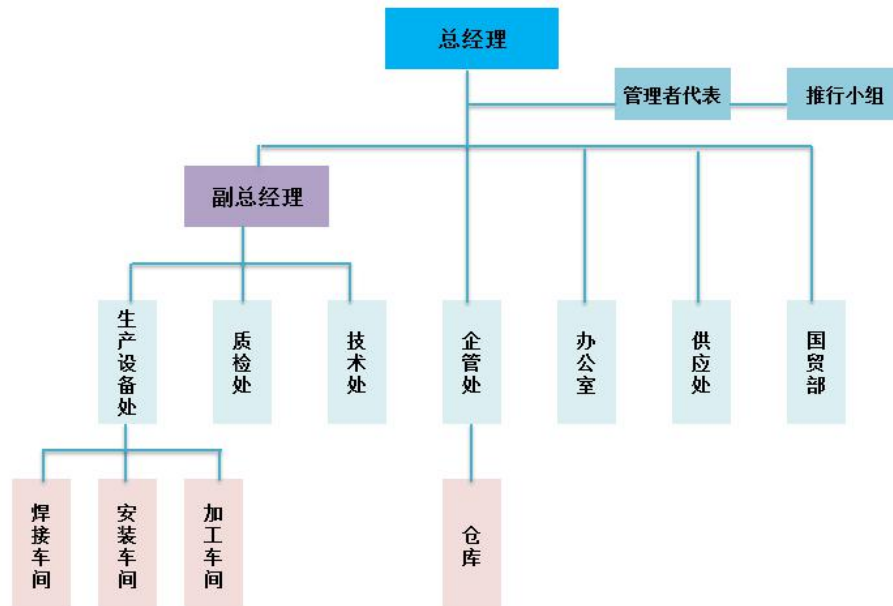 总经理
管理者代表
推行小组
副总经理
生产设备处
质检处
技术处
企管处
办公室
供应处
国贸部
焊接车间
安装车间
加工车间
仓库